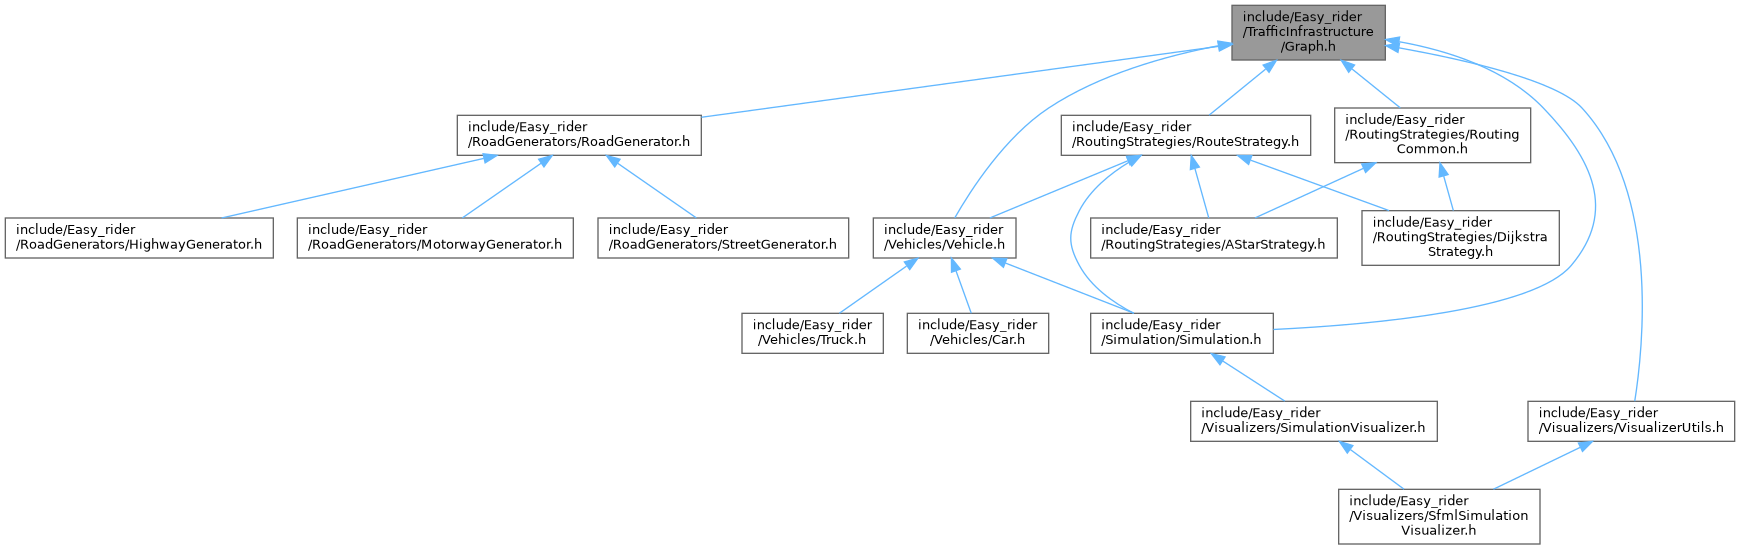 include/Easy_rider
/TrafficInfrastructure
/Graph.h
include/Easy_rider
/RoadGenerators/RoadGenerator.h
include/Easy_rider
/RoutingStrategies/RouteStrategy.h
include/Easy_rider
/RoutingStrategies/Routing
Common.h
include/Easy_rider
/RoadGenerators/HighwayGenerator.h
include/Easy_rider
/RoadGenerators/MotorwayGenerator.h
include/Easy_rider
/RoadGenerators/StreetGenerator.h
include/Easy_rider
/Vehicles/Vehicle.h
include/Easy_rider
/RoutingStrategies/AStarStrategy.h
include/Easy_rider
/RoutingStrategies/Dijkstra
Strategy.h
include/Easy_rider
/Vehicles/Truck.h
include/Easy_rider
/Vehicles/Car.h
include/Easy_rider
/Simulation/Simulation.h
include/Easy_rider
/Visualizers/SimulationVisualizer.h
include/Easy_rider
/Visualizers/VisualizerUtils.h
include/Easy_rider
/Visualizers/SfmlSimulation
Visualizer.h